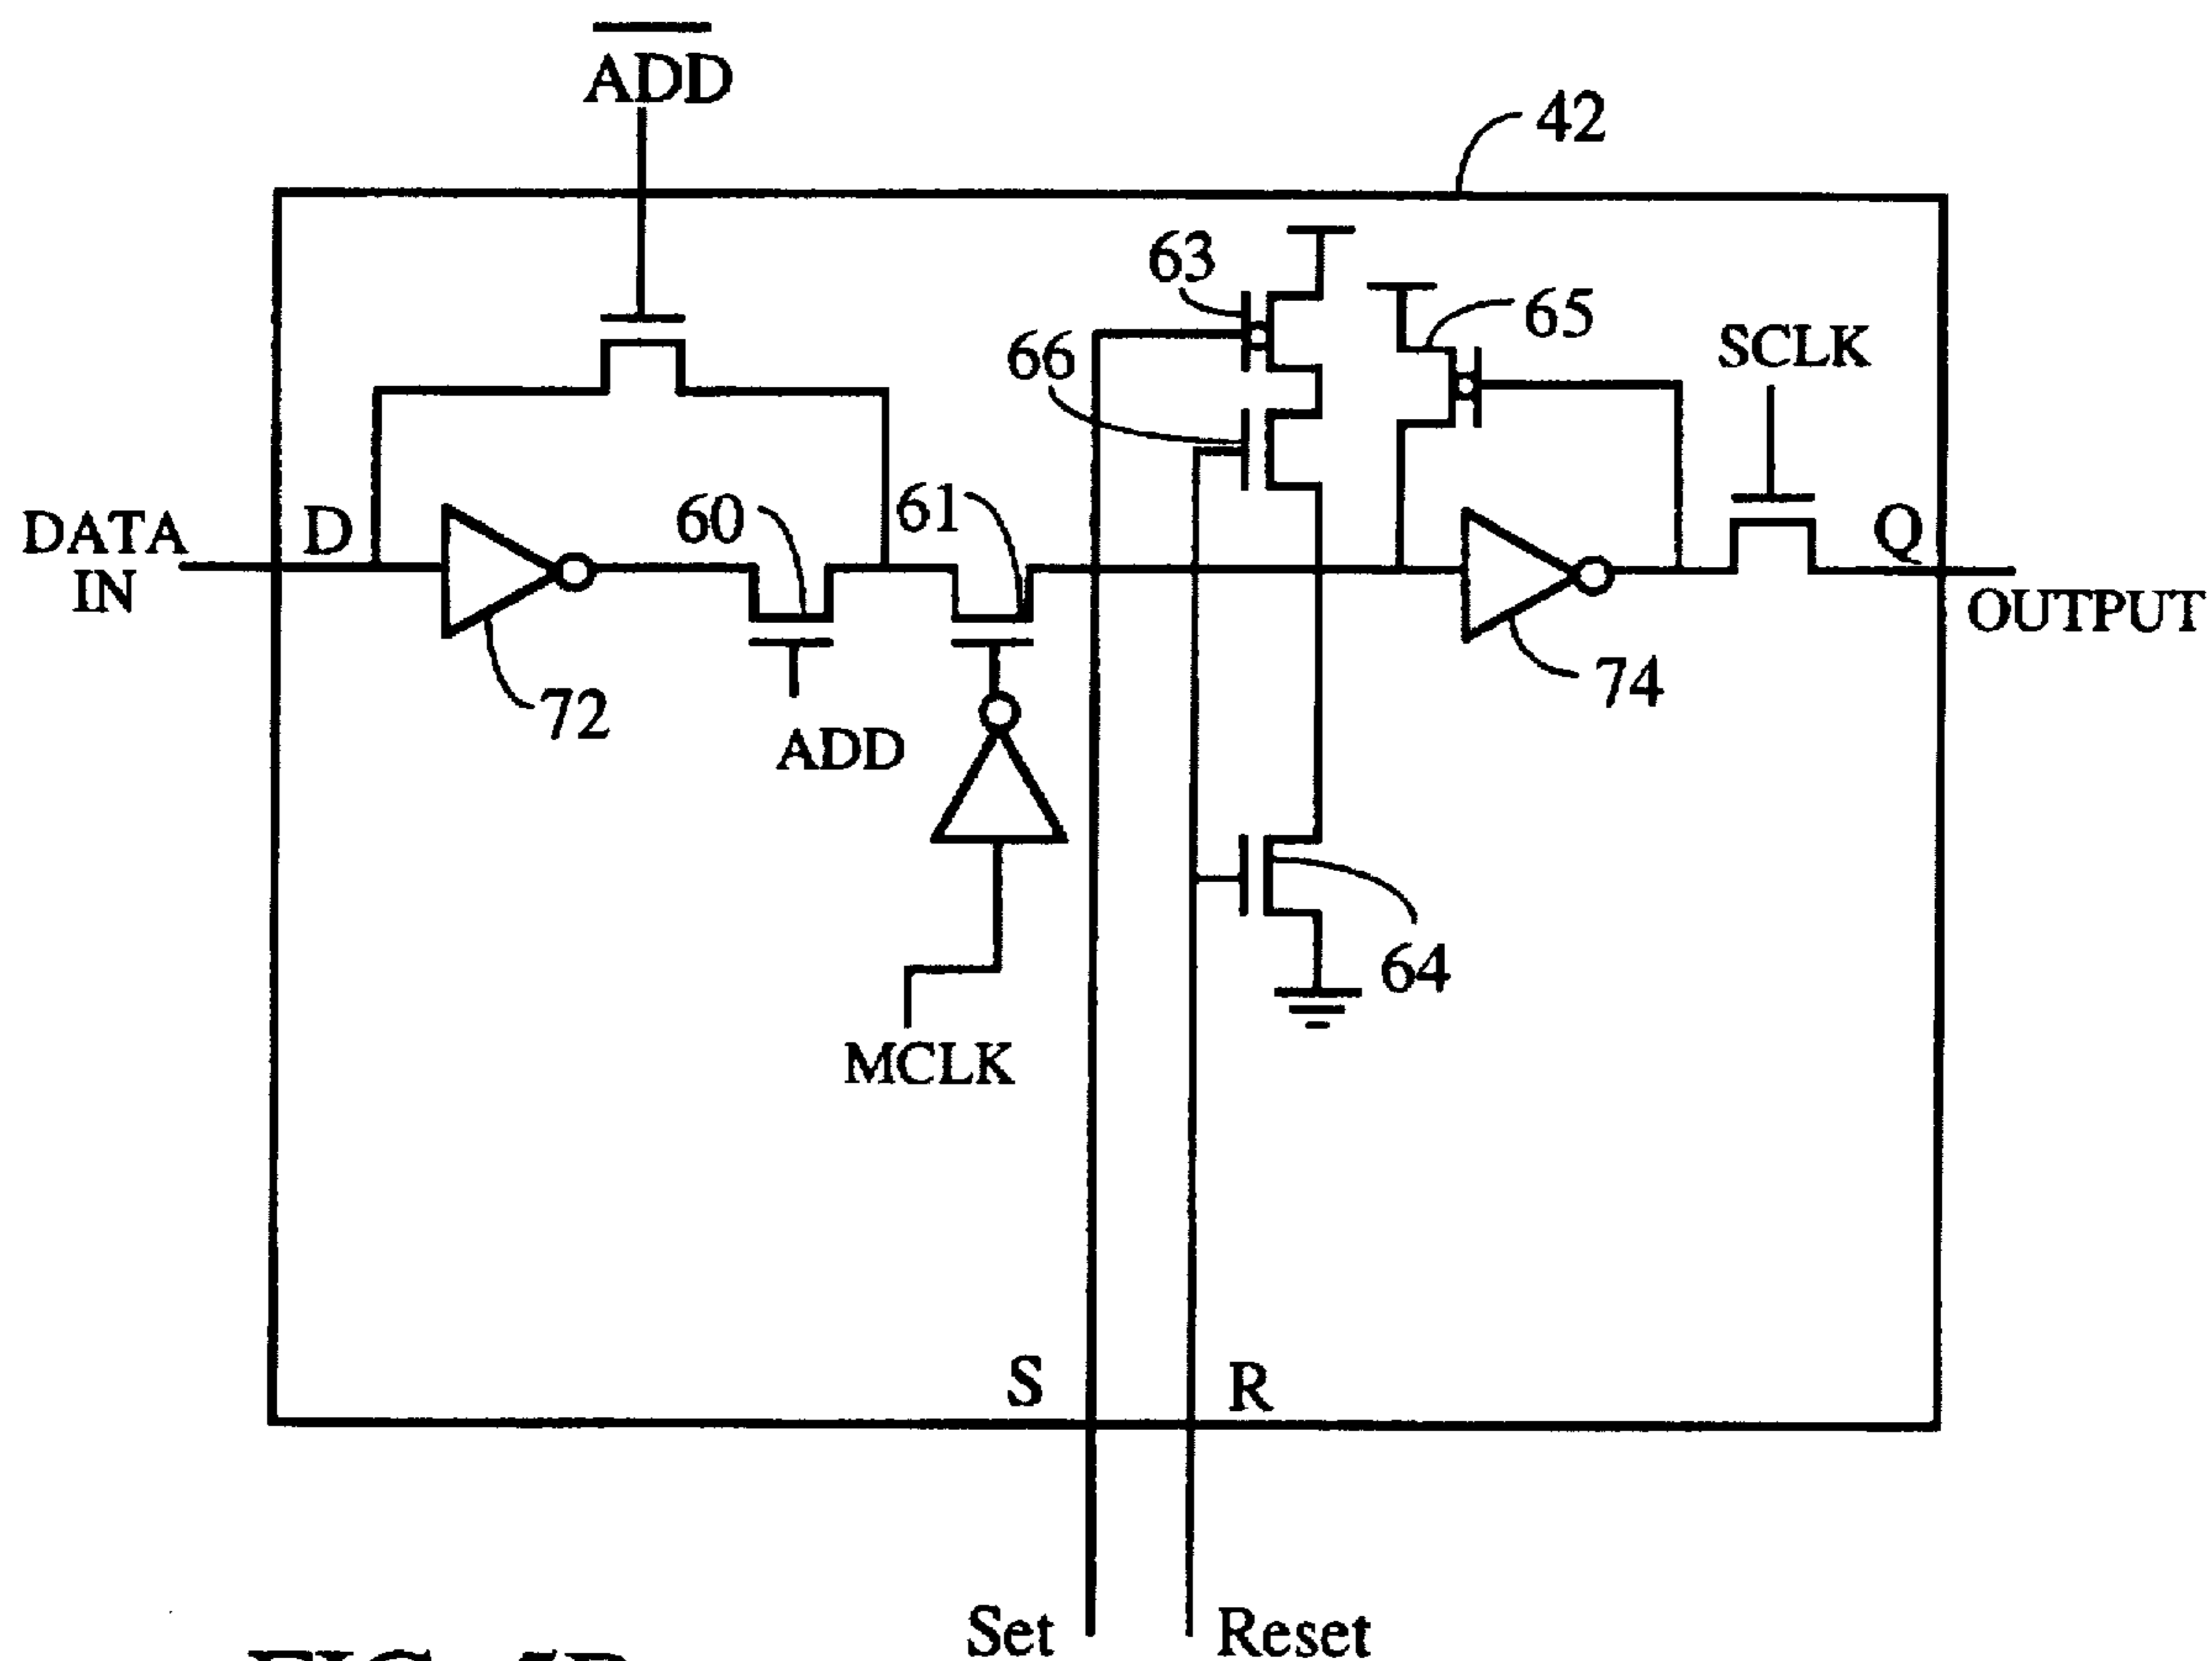 ADD
42
63
65
66
SCLK
DATA
IN
D
60
61
Q
OUTPUT
72
ADD
74
64
MCLK
S
R
Set
Reset